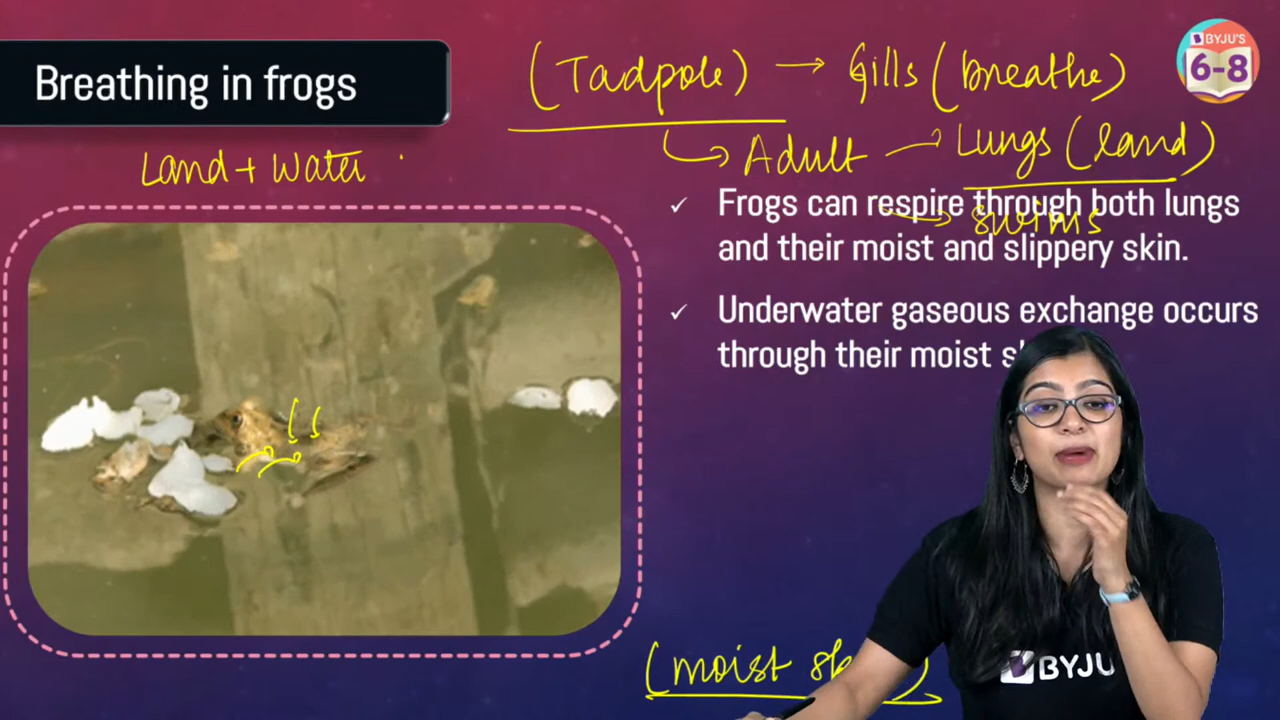 BYJU'S
6-8
Breathing in frogs
(Tadpole) → Gills (breathe)
↳ Adult → Lungs (land)
→ swims
Land + Water
✓ Frogs can respire through both lungs
and their moist and slippery skin.
✓ Underwater gaseous exchange occurs
through their moist s
(moist sk )
BYJU